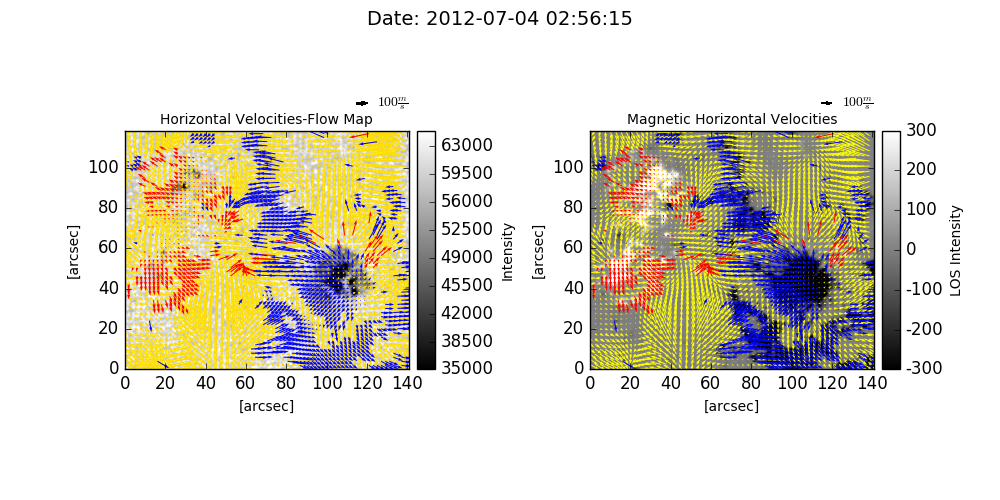 Date: 2012-07-04 02:56:15
100 m/s
100 m/s
Horizontal Velocities-Flow Map
Magnetic Horizontal Velocities
[arcsec]
100
80
60
40
20
0
0 20 40 60 80 100 120 140
[arcsec]
63000
59500
56000
52500
49000
45500
42000
38500
35000
Intensity
[arcsec]
100
80
60
40
20
0
0 20 40 60 80 100 120 140
[arcsec]
300
200
100
0
-100
-200
-300
LOS Intensity